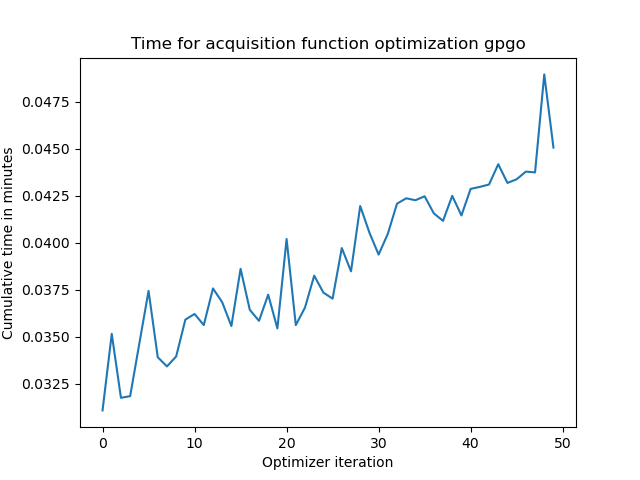 Time for acquisition function optimization gpgo
Cumulative time in minutes
0.0475
0.0450
0.0425
0.0400
0.0375
0.0350
0.0325
0 10 20 30 40 50
Optimizer iteration